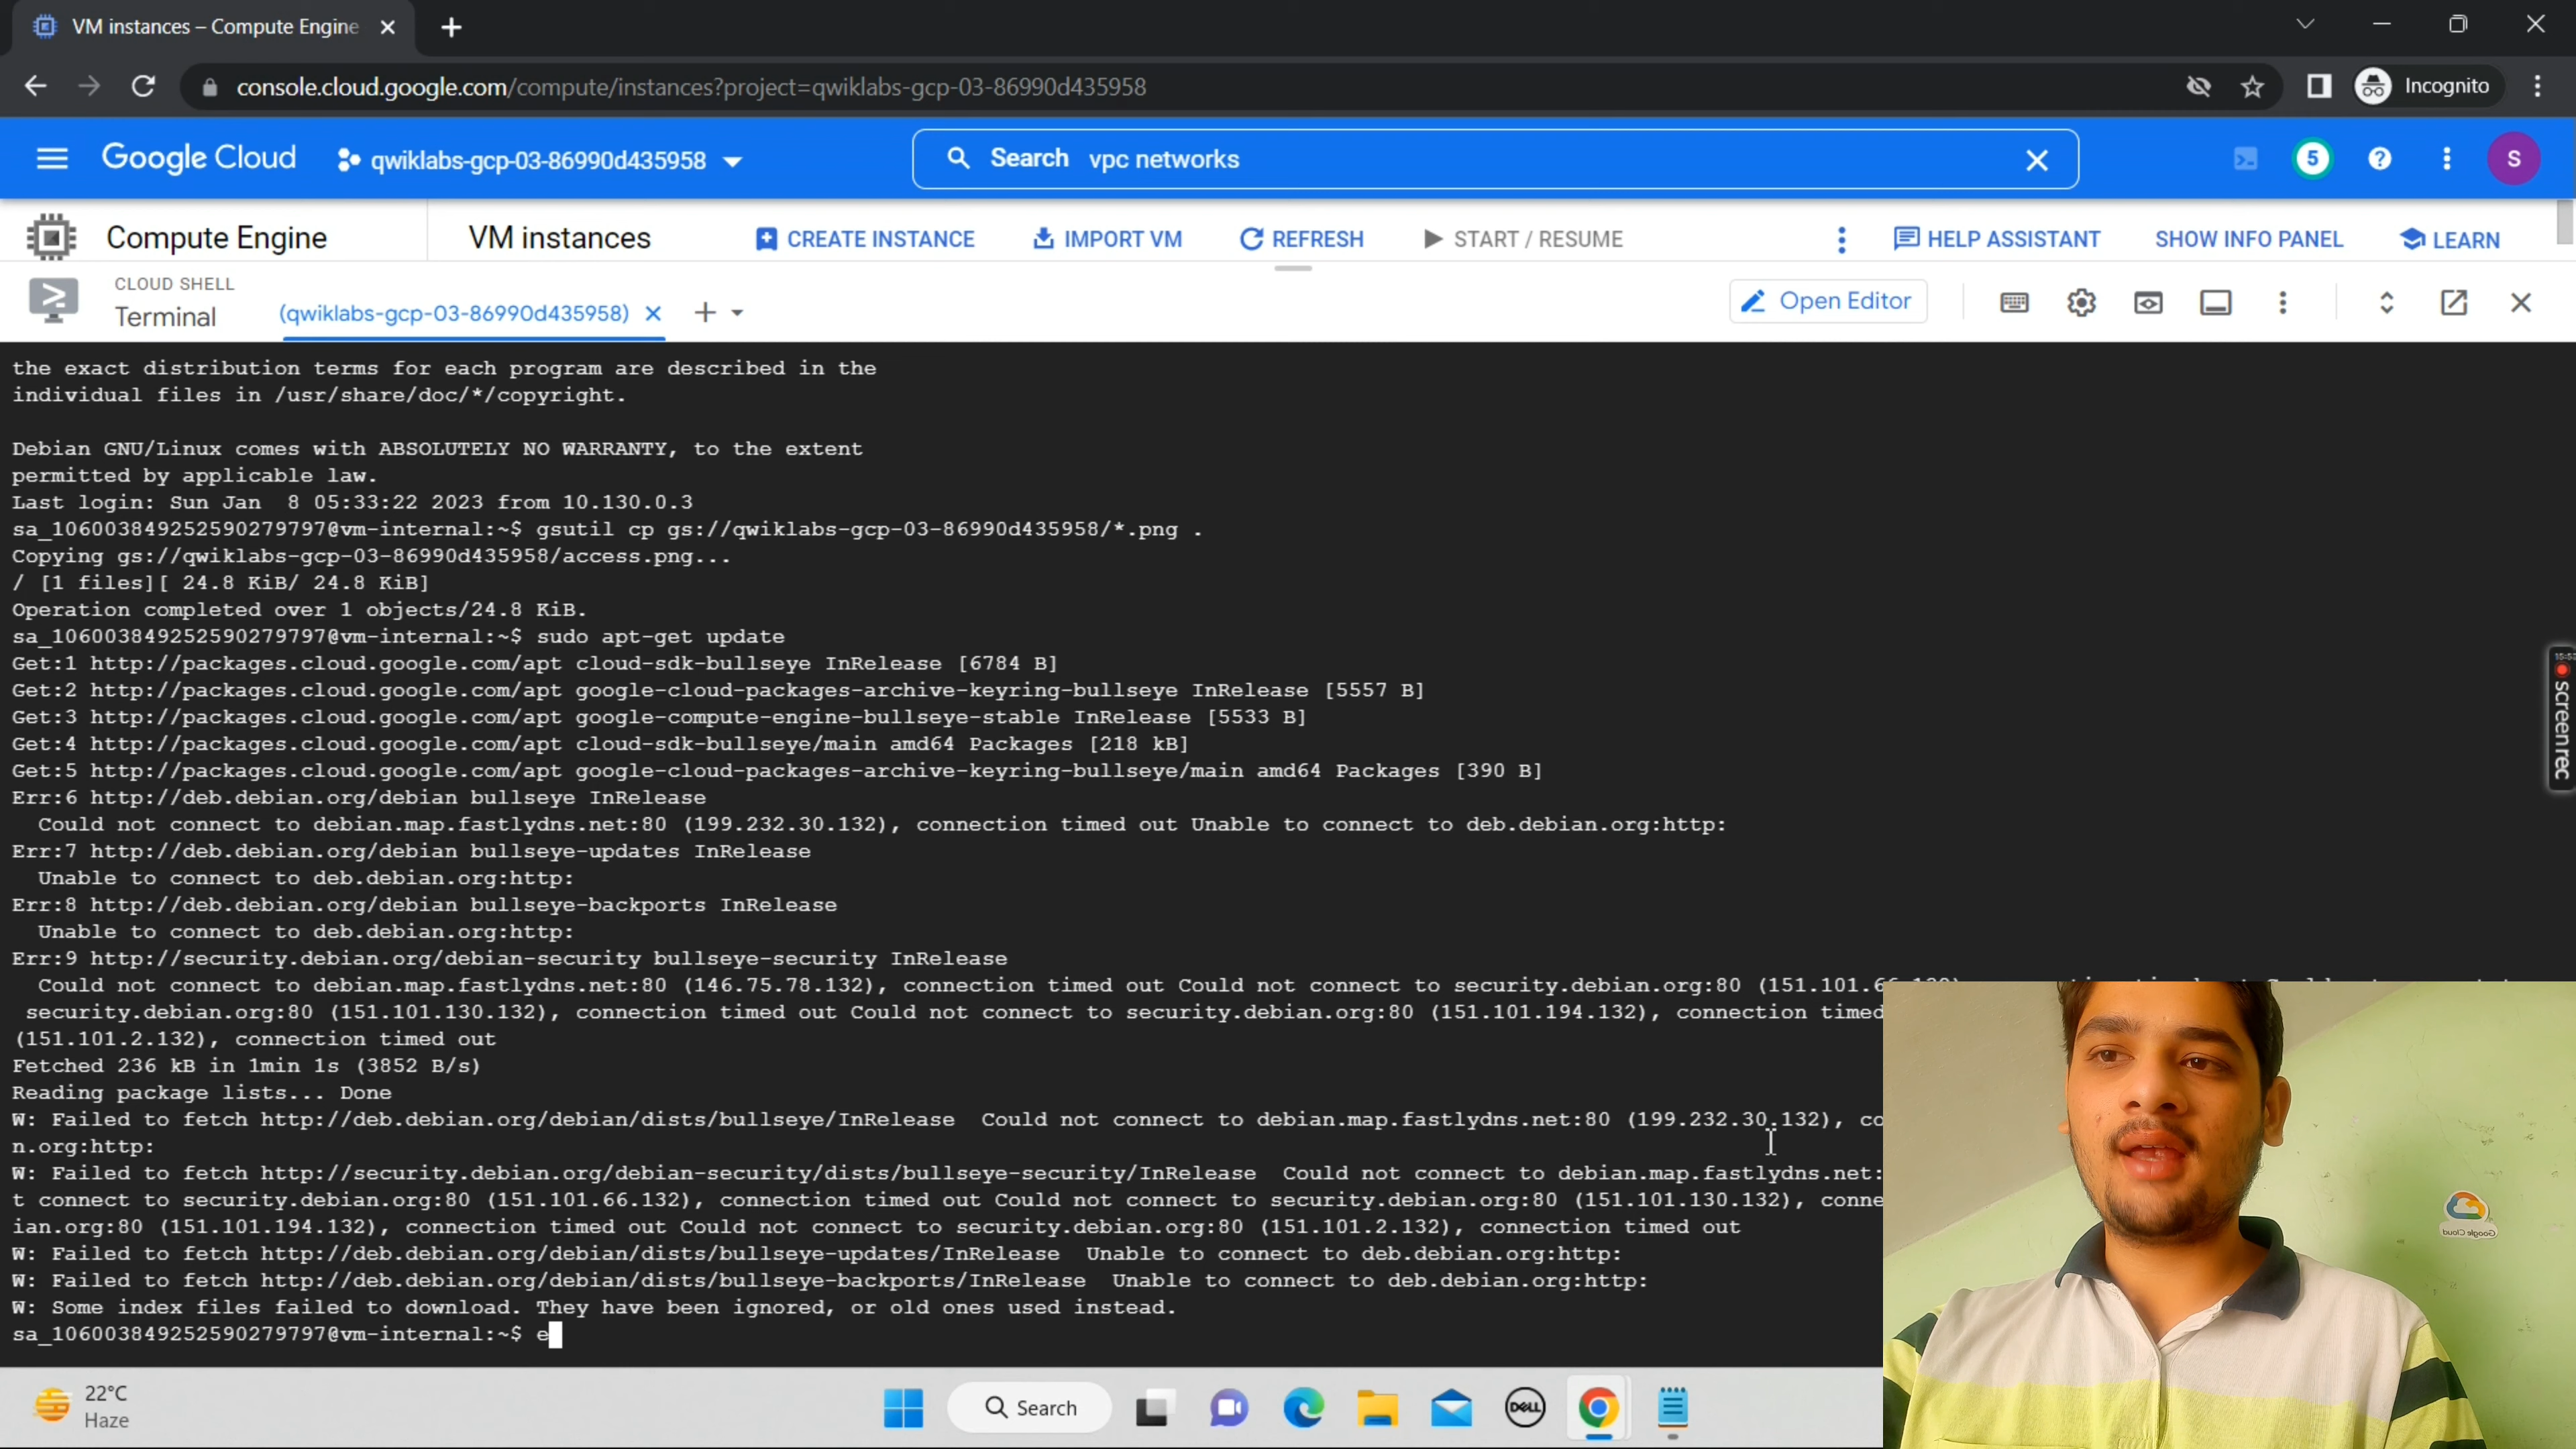 VM instances – Compute Engine
console.cloud.google.com/compute/instances?project=qwiklabs-gcp-03-86990d435958
Incognito
Google Cloud
qwiklabs-gcp-03-86990d435958
Search vpc networks
5
S
Compute Engine
VM instances
CREATE INSTANCE
IMPORT VM
REFRESH
START / RESUME
HELP ASSISTANT
SHOW INFO PANEL
LEARN
CLOUD SHELL
Terminal
(qwiklabs-gcp-03-86990d435958)
Open Editor
the exact distribution terms for each program are described in the
individual files in /usr/share/doc/*/copyright.
Debian GNU/Linux comes with ABSOLUTELY NO WARRANTY, to the extent
permitted by applicable law.
Last login: Sun Jan  8 05:33:22 2023 from 10.130.0.3
sa_106003849252590279797@vm-internal:~$ gsutil cp gs://qwiklabs-gcp-03-86990d435958/*.png .
Copying gs://qwiklabs-gcp-03-86990d435958/access.png...
/ [1 files][ 24.8 KiB/ 24.8 KiB]
Operation completed over 1 objects/24.8 KiB.
sa_106003849252590279797@vm-internal:~$ sudo apt-get update
Get:1 http://packages.cloud.google.com/apt cloud-sdk-bullseye InRelease [6784 B]
Get:2 http://packages.cloud.google.com/apt google-cloud-packages-archive-keyring-bullseye InRelease [5557 B]
Get:3 http://packages.cloud.google.com/apt google-compute-engine-bullseye-stable InRelease [5533 B]
Get:4 http://packages.cloud.google.com/apt cloud-sdk-bullseye/main amd64 Packages [218 kB]
Get:5 http://packages.cloud.google.com/apt google-cloud-packages-archive-keyring-bullseye/main amd64 Packages [390 B]
Err:6 http://deb.debian.org/debian bullseye InRelease
Could not connect to debian.map.fastlydns.net:80 (199.232.30.132), connection timed out Unable to connect to deb.debian.org:http:
Err:7 http://deb.debian.org/debian bullseye-updates InRelease
Unable to connect to deb.debian.org:http:
Err:8 http://deb.debian.org/debian bullseye-backports InRelease
Unable to connect to deb.debian.org:http:
Err:9 http://security.debian.org/debian-security bullseye-security InRelease
Could not connect to debian.map.fastlydns.net:80 (146.75.78.132), connection timed out Could not connect to security.debian.org:80
security.debian.org:80 (151.101.130.132), connection timed out Could not connect to security.debian.org:80 (151.101.194.132), connection timed
(151.101.2.132), connection timed out
Fetched 236 kB in 1min 1s (3852 B/s)
Reading package lists... Done
W: Failed to fetch http://deb.debian.org/debian/dists/bullseye/InRelease  Could not connect to debian.map.fastlydns.net:80 (199.232.30.132), co
n.org:http:
W: Failed to fetch http://security.debian.org/debian-security/dists/bullseye-security/InRelease  Could not connect to debian.map.fastlydns.net:
t connect to security.debian.org:80 (151.101.66.132), connection timed out Could not connect to security.debian.org:80 (151.101.130.132), conne
ian.org:80 (151.101.194.132), connection timed out Could not connect to security.debian.org:80 (151.101.2.132), connection timed out
W: Failed to fetch http://deb.debian.org/debian/dists/bullseye-updates/InRelease  Unable to connect to deb.debian.org:http:
W: Failed to fetch http://deb.debian.org/debian/dists/bullseye-backports/InRelease  Unable to connect to deb.debian.org:http:
W: Some index files failed to download. They have been ignored, or old ones used instead.
sa_106003849252590279797@vm-internal:~$ e
screenrec
Google Cloud
22°C
Haze
Search
DELL